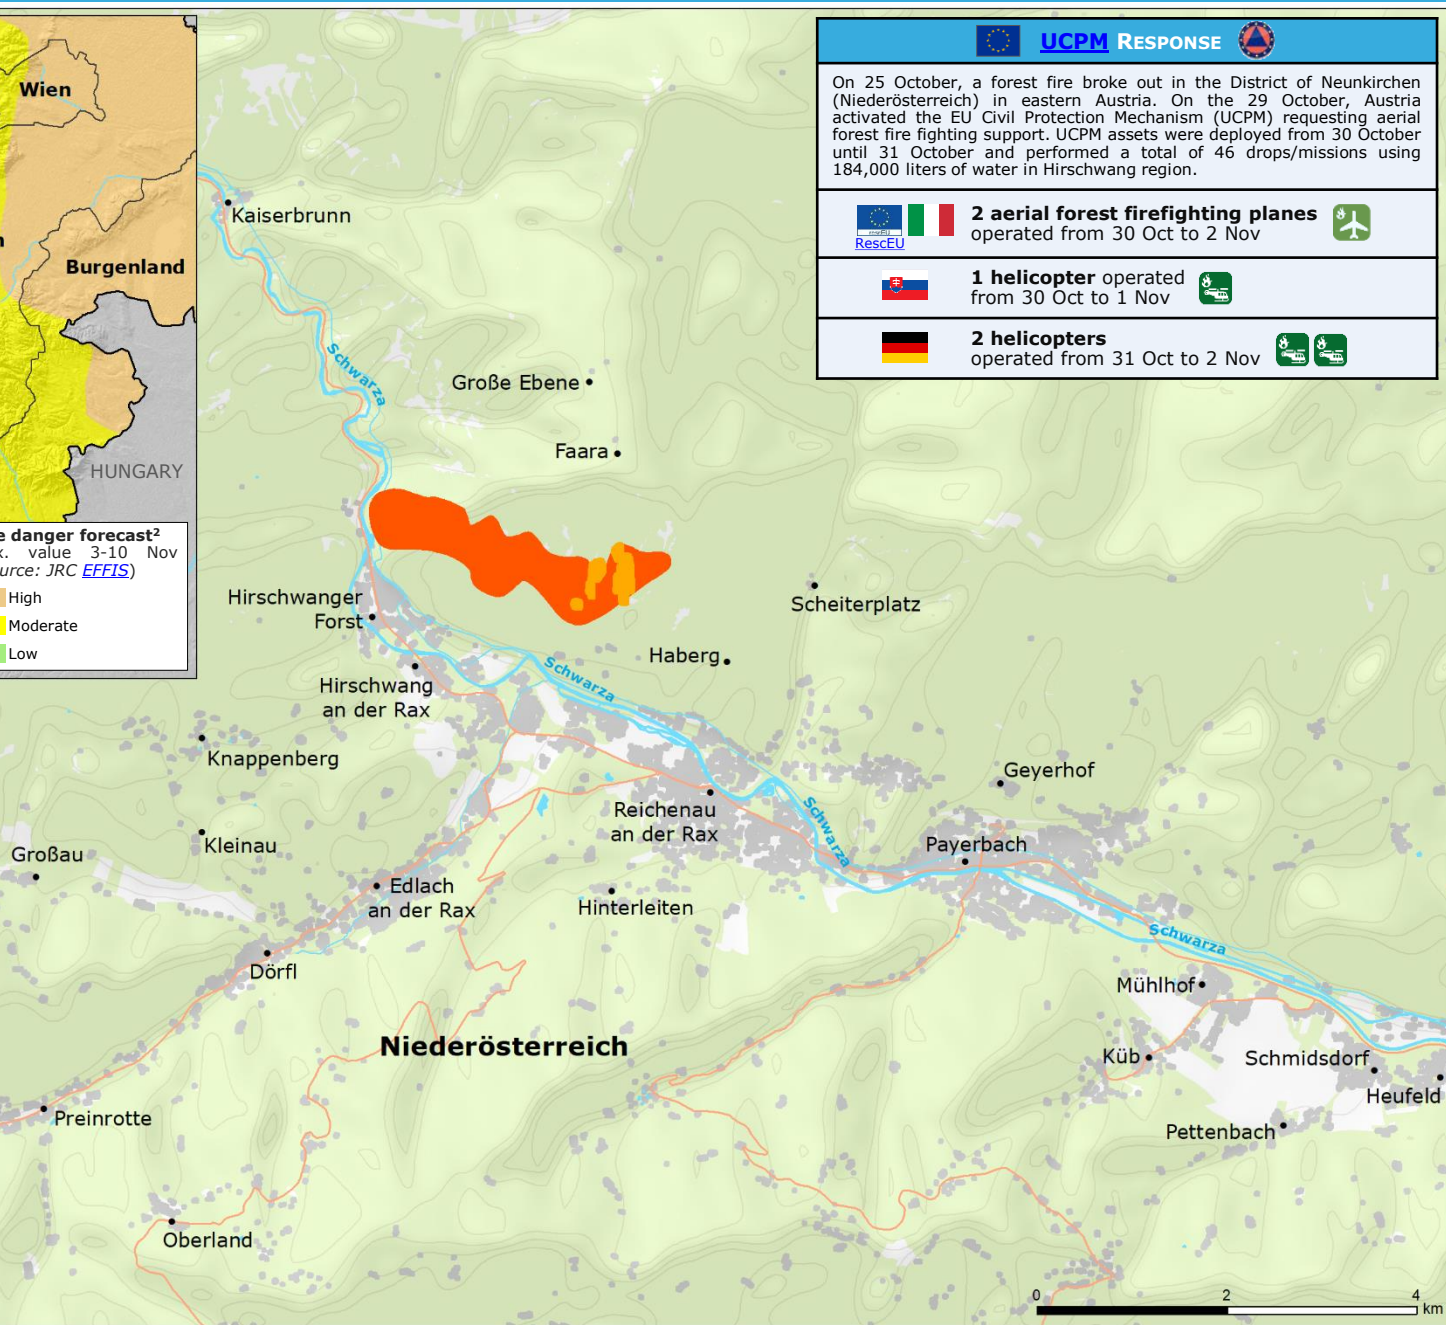 Wien
Burgenland
HUNGARY
danger forecast²
value 3-10 Nov
JRC EFFIS)
High
Moderate
Low
UCPM RESPONSE
On 25 October, a forest fire broke out in the District of Neunkirchen
(Niederösterreich) in eastern Austria. On the 29 October, Austria
activated the EU Civil Protection Mechanism (UCPM) requesting aerial
forest fire fighting support. UCPM assets were deployed from 30 October
until 31 October and performed a total of 46 drops/missions using
184,000 liters of water in Hirschwang region.
rescEU
RescEU
2 aerial forest firefighting planes
operated from 30 Oct to 2 Nov
1 helicopter operated
from 30 Oct to 1 Nov
2 helicopters
operated from 31 Oct to 2 Nov
Kaiserbrunn
Schwarza
Große Ebene
Faara
Hirschwanger
Forst
Scheiterplatz
Haberg
Schwarza
Hirschwang
an der Rax
Knappenberg
Geyerhof
Reichenau
an der Rax
Schwarza
Kleinau
Payerbach
Großau
Edlach
an der Rax
Hinterleiten
Schwarza
Dörfl
Mühlhof
Niederösterreich
Küb
Schmidsdorf
Heufeld
Preinrotte
Pettenbach
Oberland
0 2 4
km